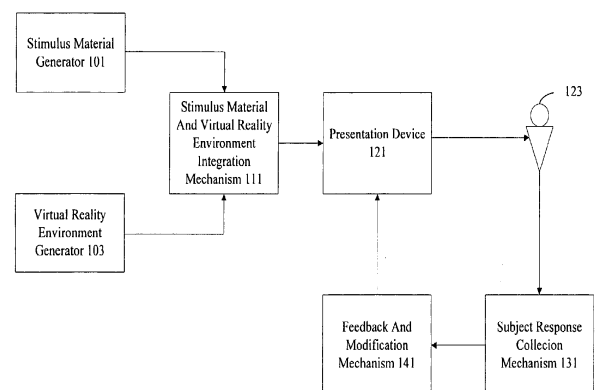 Stimulus Material
Generator 101
Stimulus Material
And Virtual Reality
Environment
Integration
Mechanism 111
Presentation Device
121
123
Virtual Reality
Environment
Generator 103
Feedback And
Modification
Mechanism 141
Subject Response
Collecion
Mechanism 131